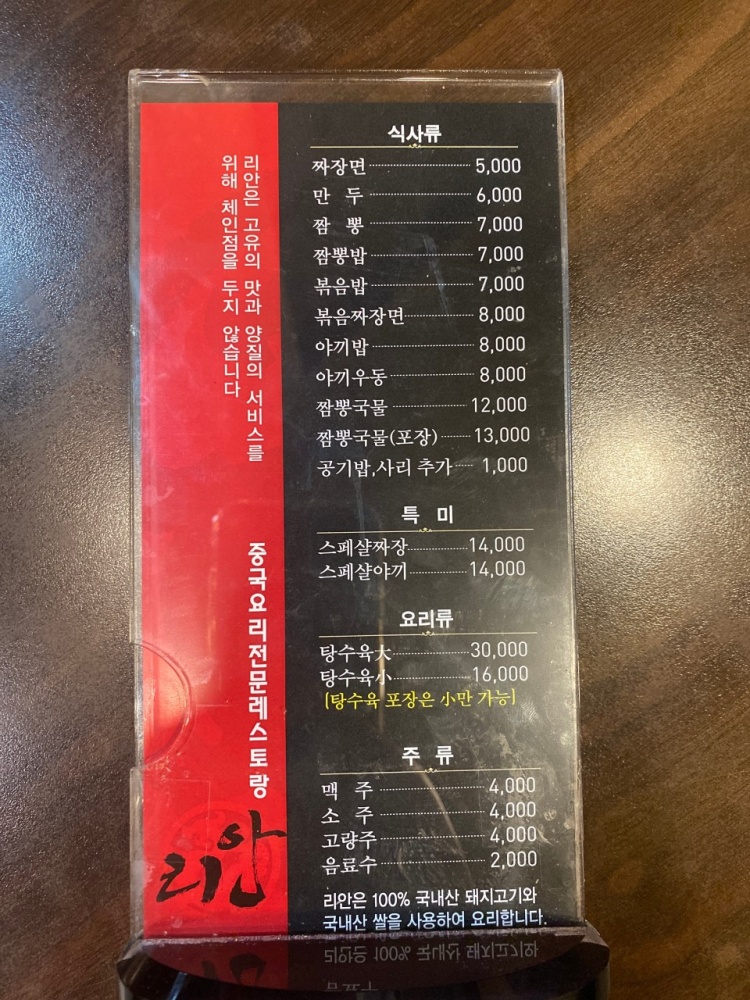 리안은 고유의 맛과 양질의 서비스를
위해 체인점을 두지 않습니다
중국요리전문레스토랑
리안
식사류
짜장면 5,000
만 두 6,000
짬 뽕 7,000
짬뽕밥 7,000
볶음밥 7,000
볶음짜장면 8,000
야끼밥 8,000
야끼우동 8,000
짬뽕국물 12,000
짬뽕국물(포장) 13,000
공기밥,사리 추가 1,000
특 미
스페샬짜장 14,000
스페샬야끼 14,000
요리류
탕수육大 30,000
탕수육小 16,000
(탕수육 포장은 小만 가능)
주 류
맥 주 4,000
소 주 4,000
고량주 4,000
음료수 2,000
리안은 100% 국내산 돼지고기와
국내산 쌀을 사용하여 요리합니다.